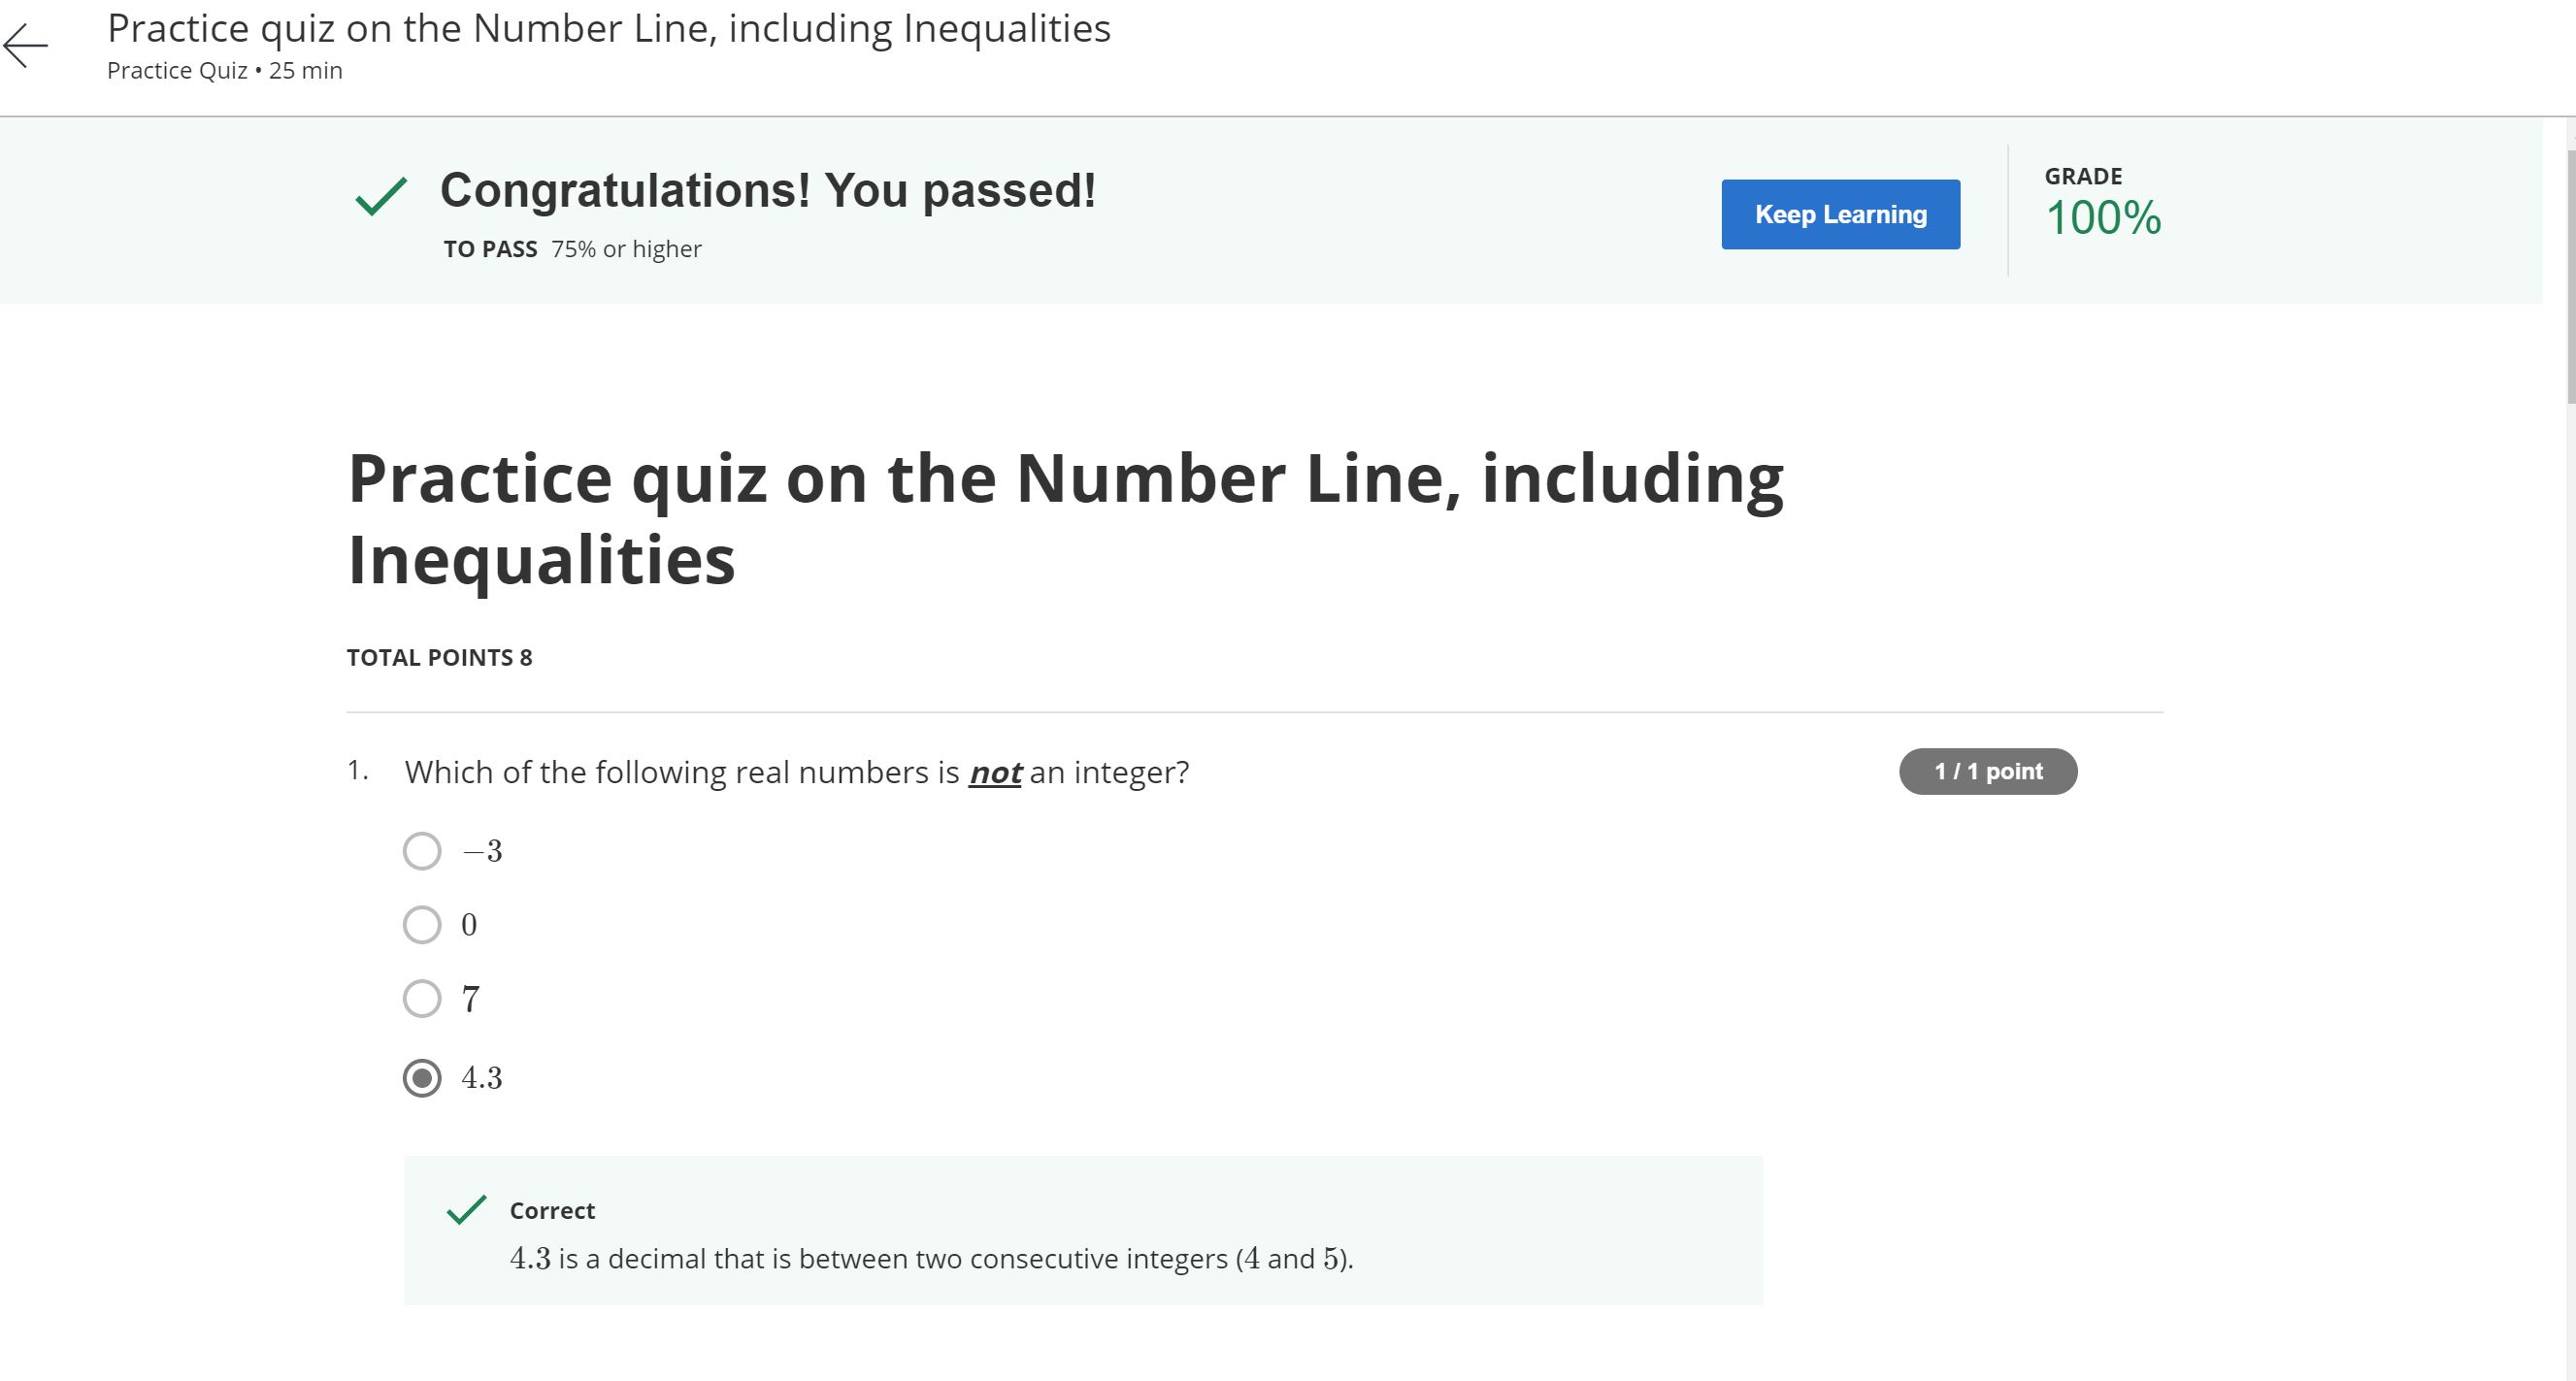 Practice quiz on the Number Line, including Inequalities
Practice Quiz • 25 min
Congratulations! You passed!
TO PASS 75% or higher
Keep Learning
GRADE
100%
Practice quiz on the Number Line, including
Inequalities
TOTAL POINTS 8
1. Which of the following real numbers is not an integer?
1 / 1 point
−3
0
7
4.3
Correct
4.3 is a decimal that is between two consecutive integers (4 and 5).